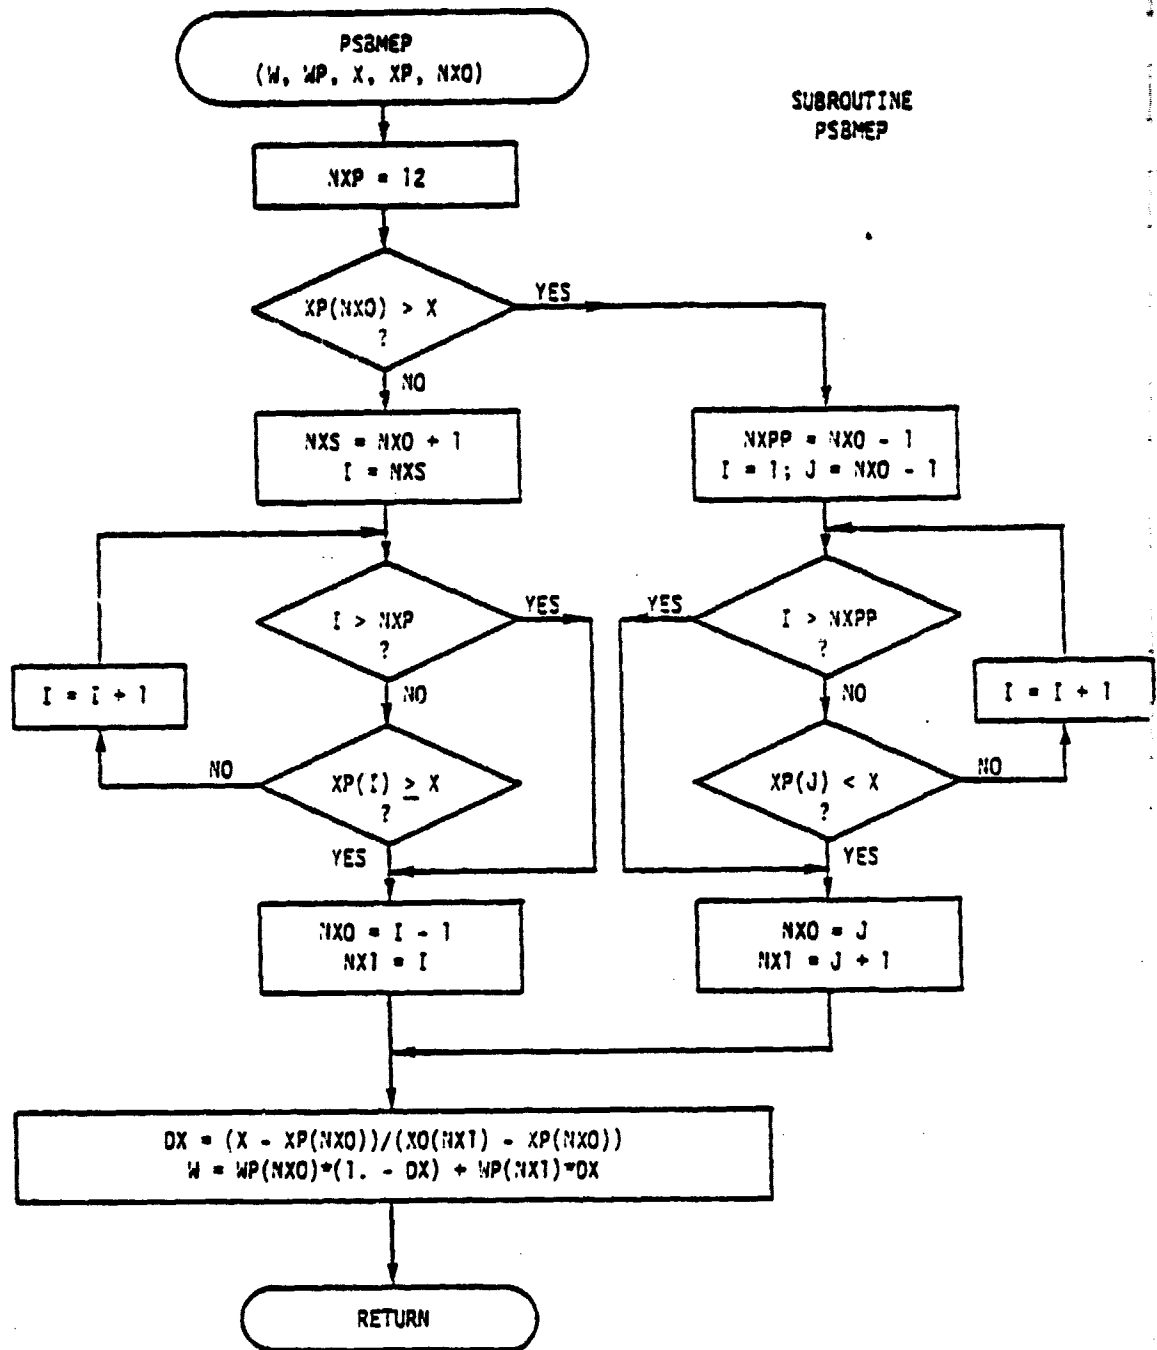 PSBMEP
(W, WP, X, XP, NXO)
SUBROUTINE
PSBMEP
NXP = 12
XP(NXO) > X
?
YES
NO
NXS = NXO + 1
I = NXS
NXPP = NXO - 1
I = 1; J = NXO - 1
I > NXP
?
YES
NO
I = I + 1
XP(I) ≥ X
?
NO
YES
YES
I > NXPP
?
NO
I = I + 1
XP(J) < X
?
NO
YES
NXO = I - 1
NX1 = I
NXO = J
NX1 = J + 1
DX = (X - XP(NXO))/(XO(NX1) - XP(NXO))
W = WP(NXO)*(1. - DX) + WP(NX1)*DX
RETURN